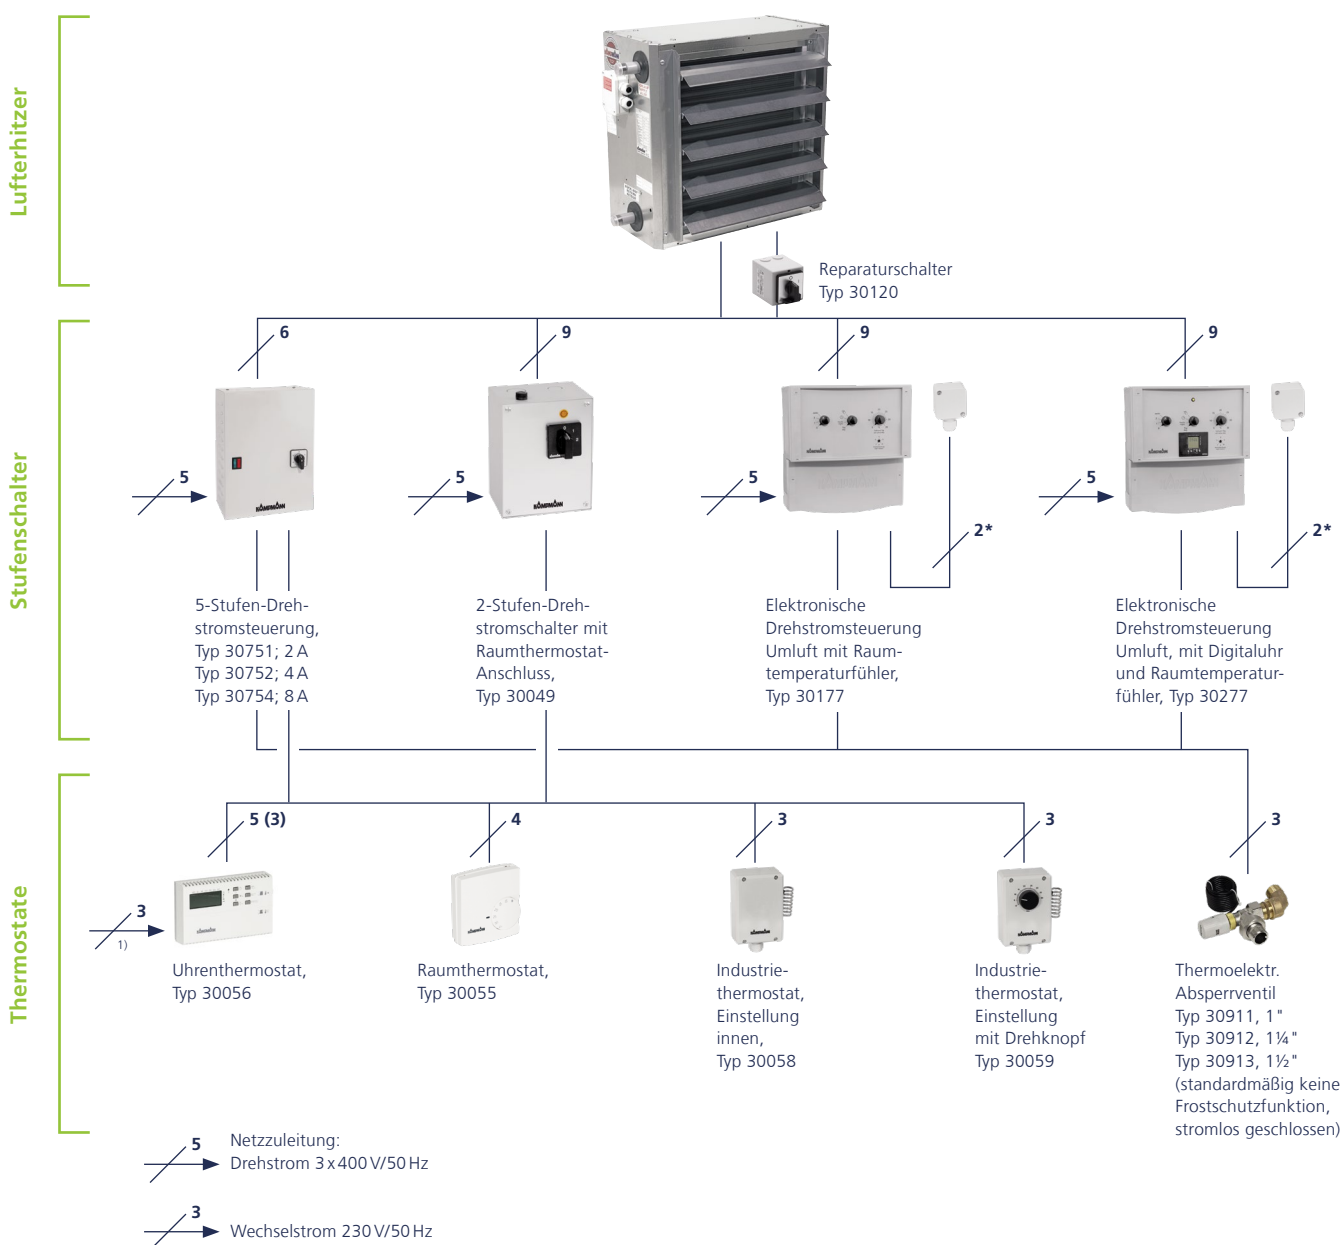 Lufterhitzer
Reparaturschalter
Typ 30120
Stufenschalter
6
9
9
9
5
5
5
5
2*
2*
5-Stufen-Dreh-
stromsteuerung,
Typ 30751; 2 A
Typ 30752; 4 A
Typ 30754; 8 A
2-Stufen-Dreh-
stromschalter mit
Raumthermostat-
Anschluss,
Typ 30049
Elektronische
Drehstromsteuerung
Umluft mit Raum-
temperaturfühler,
Typ 30177
Elektronische
Drehstromsteuerung
Umluft, mit Digitaluhr
und Raumtemperatur-
fühler, Typ 30277
Thermostate
5 (3)
4
3
3
3
3
1)
Uhrenthermostat,
Typ 30056
Raumthermostat,
Typ 30055
Industrie-
thermostat,
Einstellung
innen,
Typ 30058
Industrie-
thermostat,
Einstellung
mit Drehknopf
Typ 30059
Thermoelektr.
Absperrventil
Typ 30911, 1"
Typ 30912, 1¼"
Typ 30913, 1½"
(standardmäßig keine
Frostschutzfunktion,
stromlos geschlossen)
5
Netzzuleitung:
Drehstrom 3 x 400 V/50 Hz
3
Wechselstrom 230 V/50 Hz